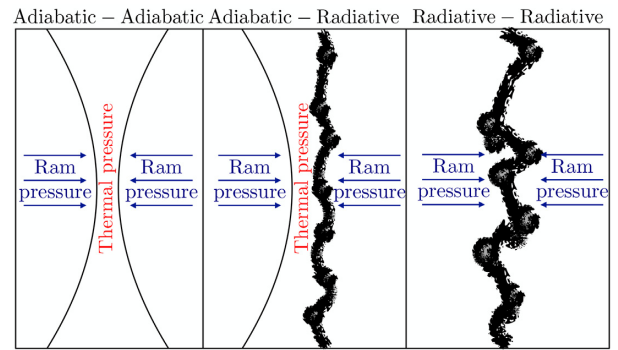 Adiabatic − Adiabatic
Adiabatic − Radiative
Radiative − Radiative
Ram
pressure
Thermal pressure
Ram
pressure
Ram
pressure
Thermal pressure
Ram
pressure
Ram
pressure
Ram
pressure